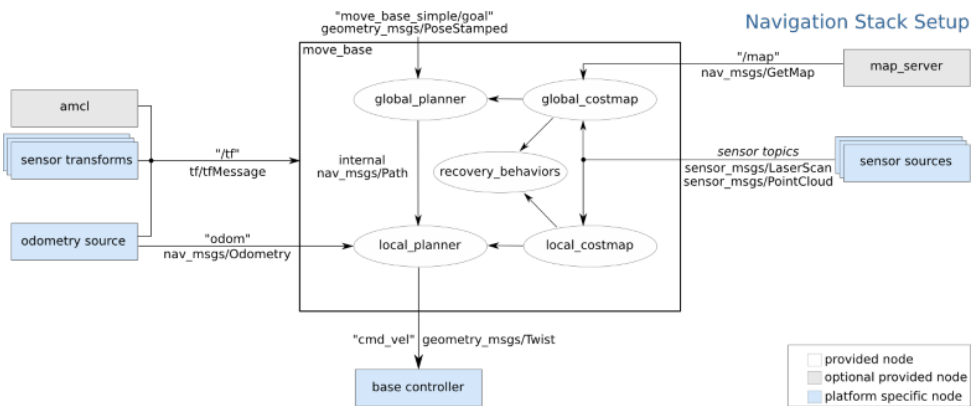 "move_base_simple/goal"
geometry_msgs/PoseStamped
Navigation Stack Setup
move_base
"/map"
nav_msgs/GetMap
map_server
global_planner
global_costmap
amcl
sensor transforms
"/tf"
tf/tfMessage
internal
nav_msgs/Path
recovery_behaviors
sensor topics
sensor_msgs/LaserScan
sensor_msgs/PointCloud
sensor sources
odometry source
"odom"
nav_msgs/Odometry
local_planner
local_costmap
"cmd_vel"
geometry_msgs/Twist
base controller
provided node
optional provided node
platform specific node